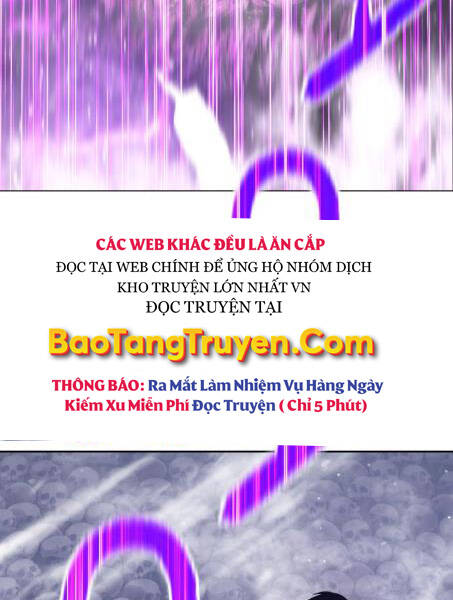 CÁC WEB KHÁC ĐỀU LÀ ĂN CẮP
ĐỌC TẠI WEB CHÍNH ĐỂ ỦNG HỘ NHÓM DỊCH
KHO TRUYỆN LỚN NHẤT VN
ĐỌC TRUYỆN TẠI
BaoTangTruyen.Com
THÔNG BÁO: Ra Mắt Làm Nhiệm Vụ Hàng Ngày
Kiếm Xu Miễn Phí Đọc Truyện ( Chỉ 5 Phút)